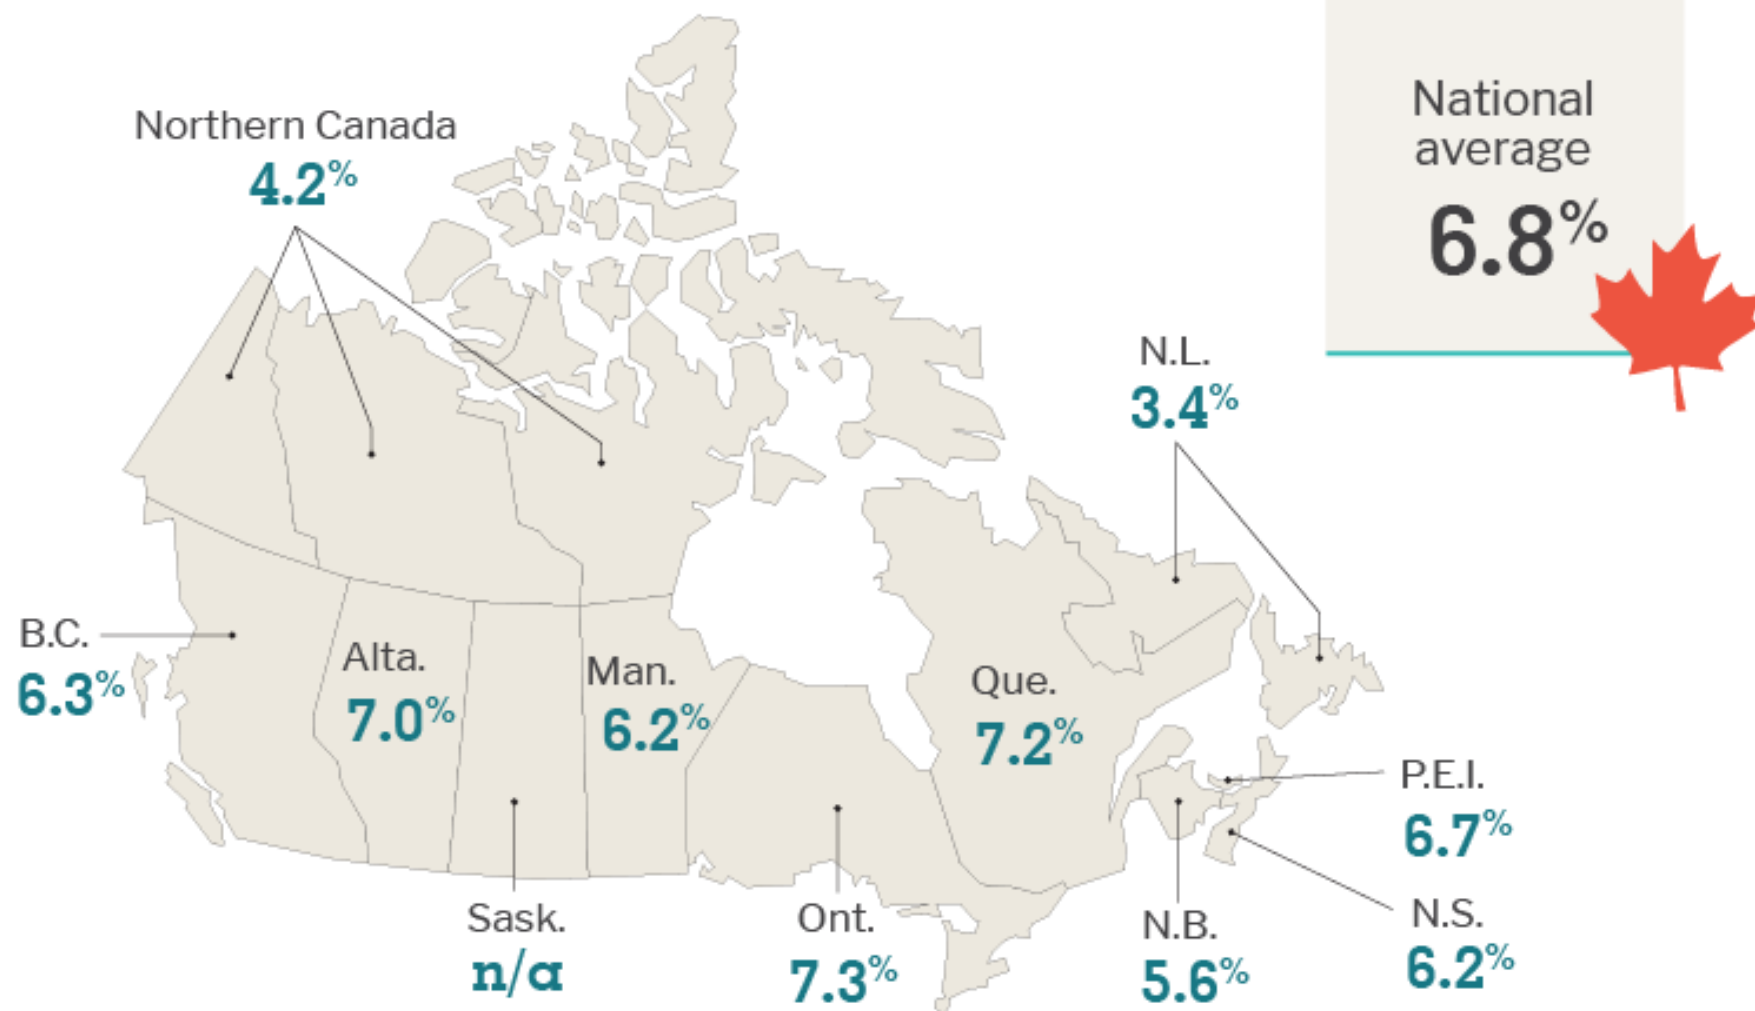 National
average
6.8%
Northern Canada
4.2%
N.L.
3.4%
B.C.
6.3%
Alta.
7.0%
Man.
6.2%
Que.
7.2%
P.E.I.
6.7%
Sask.
n/a
Ont.
7.3%
N.B.
5.6%
N.S.
6.2%